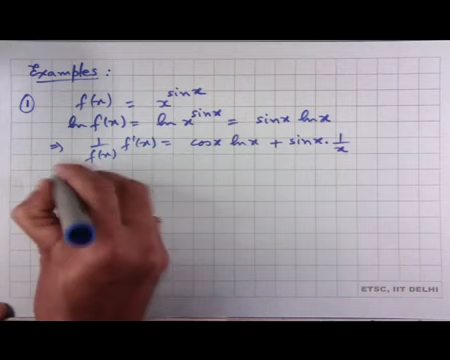 Examples :
① f(x) = x^sinx
ln f(x) = ln x^sinx = sinx lnx
⇒ 1/f(x) f'(x) = cosx lnx + sinx · 1/x
ETSC, IIT DELHI